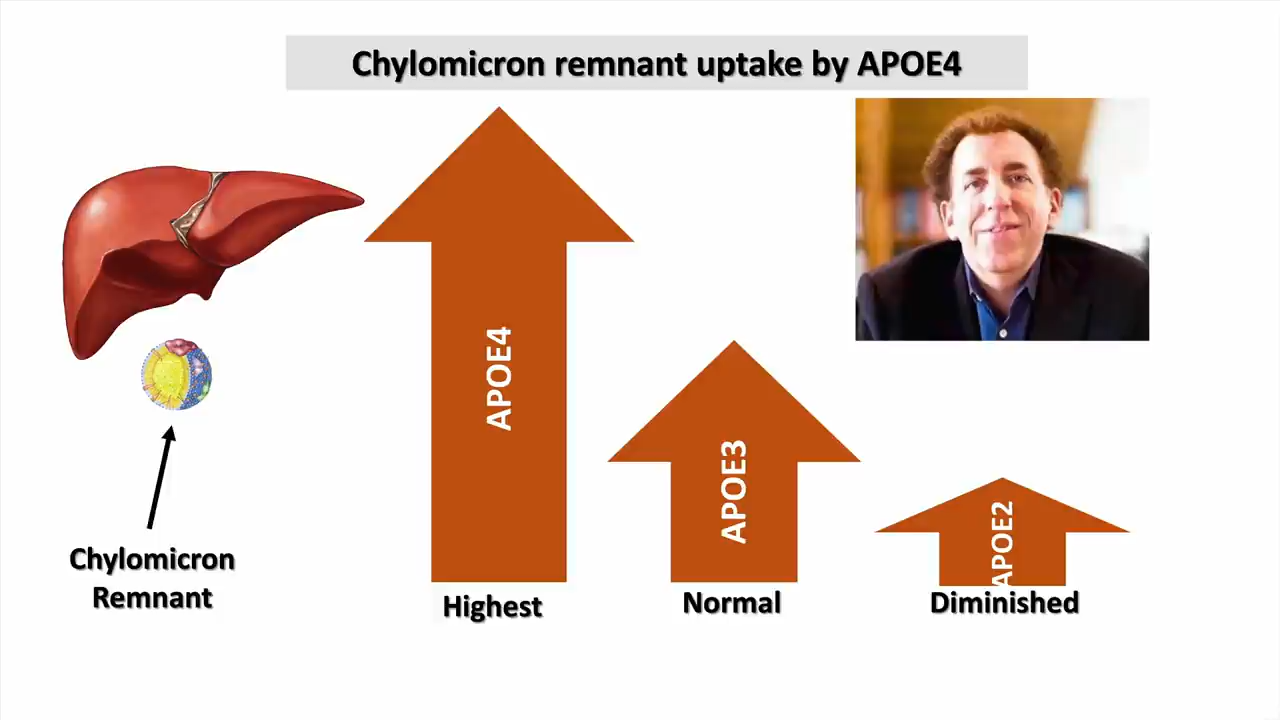 Chylomicron remnant uptake by APOE4
APOE4
APOE3
APOE2
Chylomicron
Remnant
Highest
Normal
Diminished